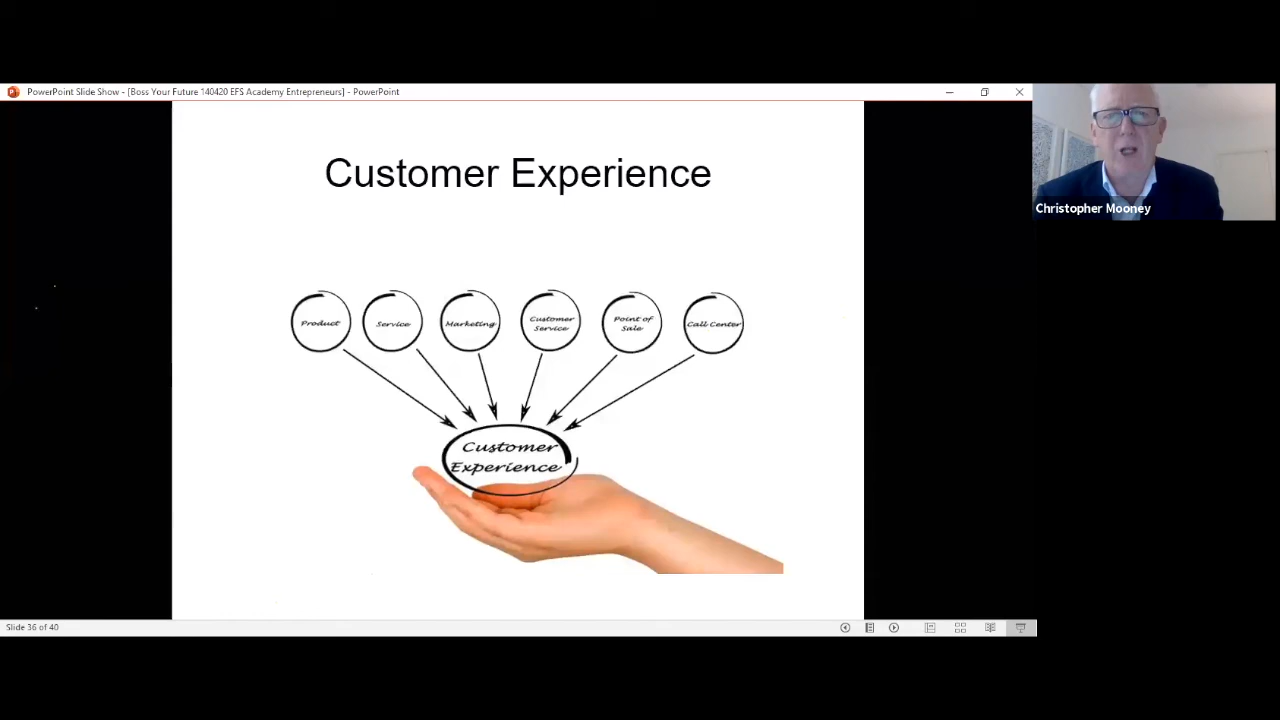 PowerPoint Slide Show - [Boss Your Future 140420 EFS Academy Entrepreneurs] - PowerPoint
Christopher Mooney
Customer Experience
Product
Service
Marketing
Customer
Service
Point of
Sale
Call Center
Customer
Experience
Slide 36 of 40